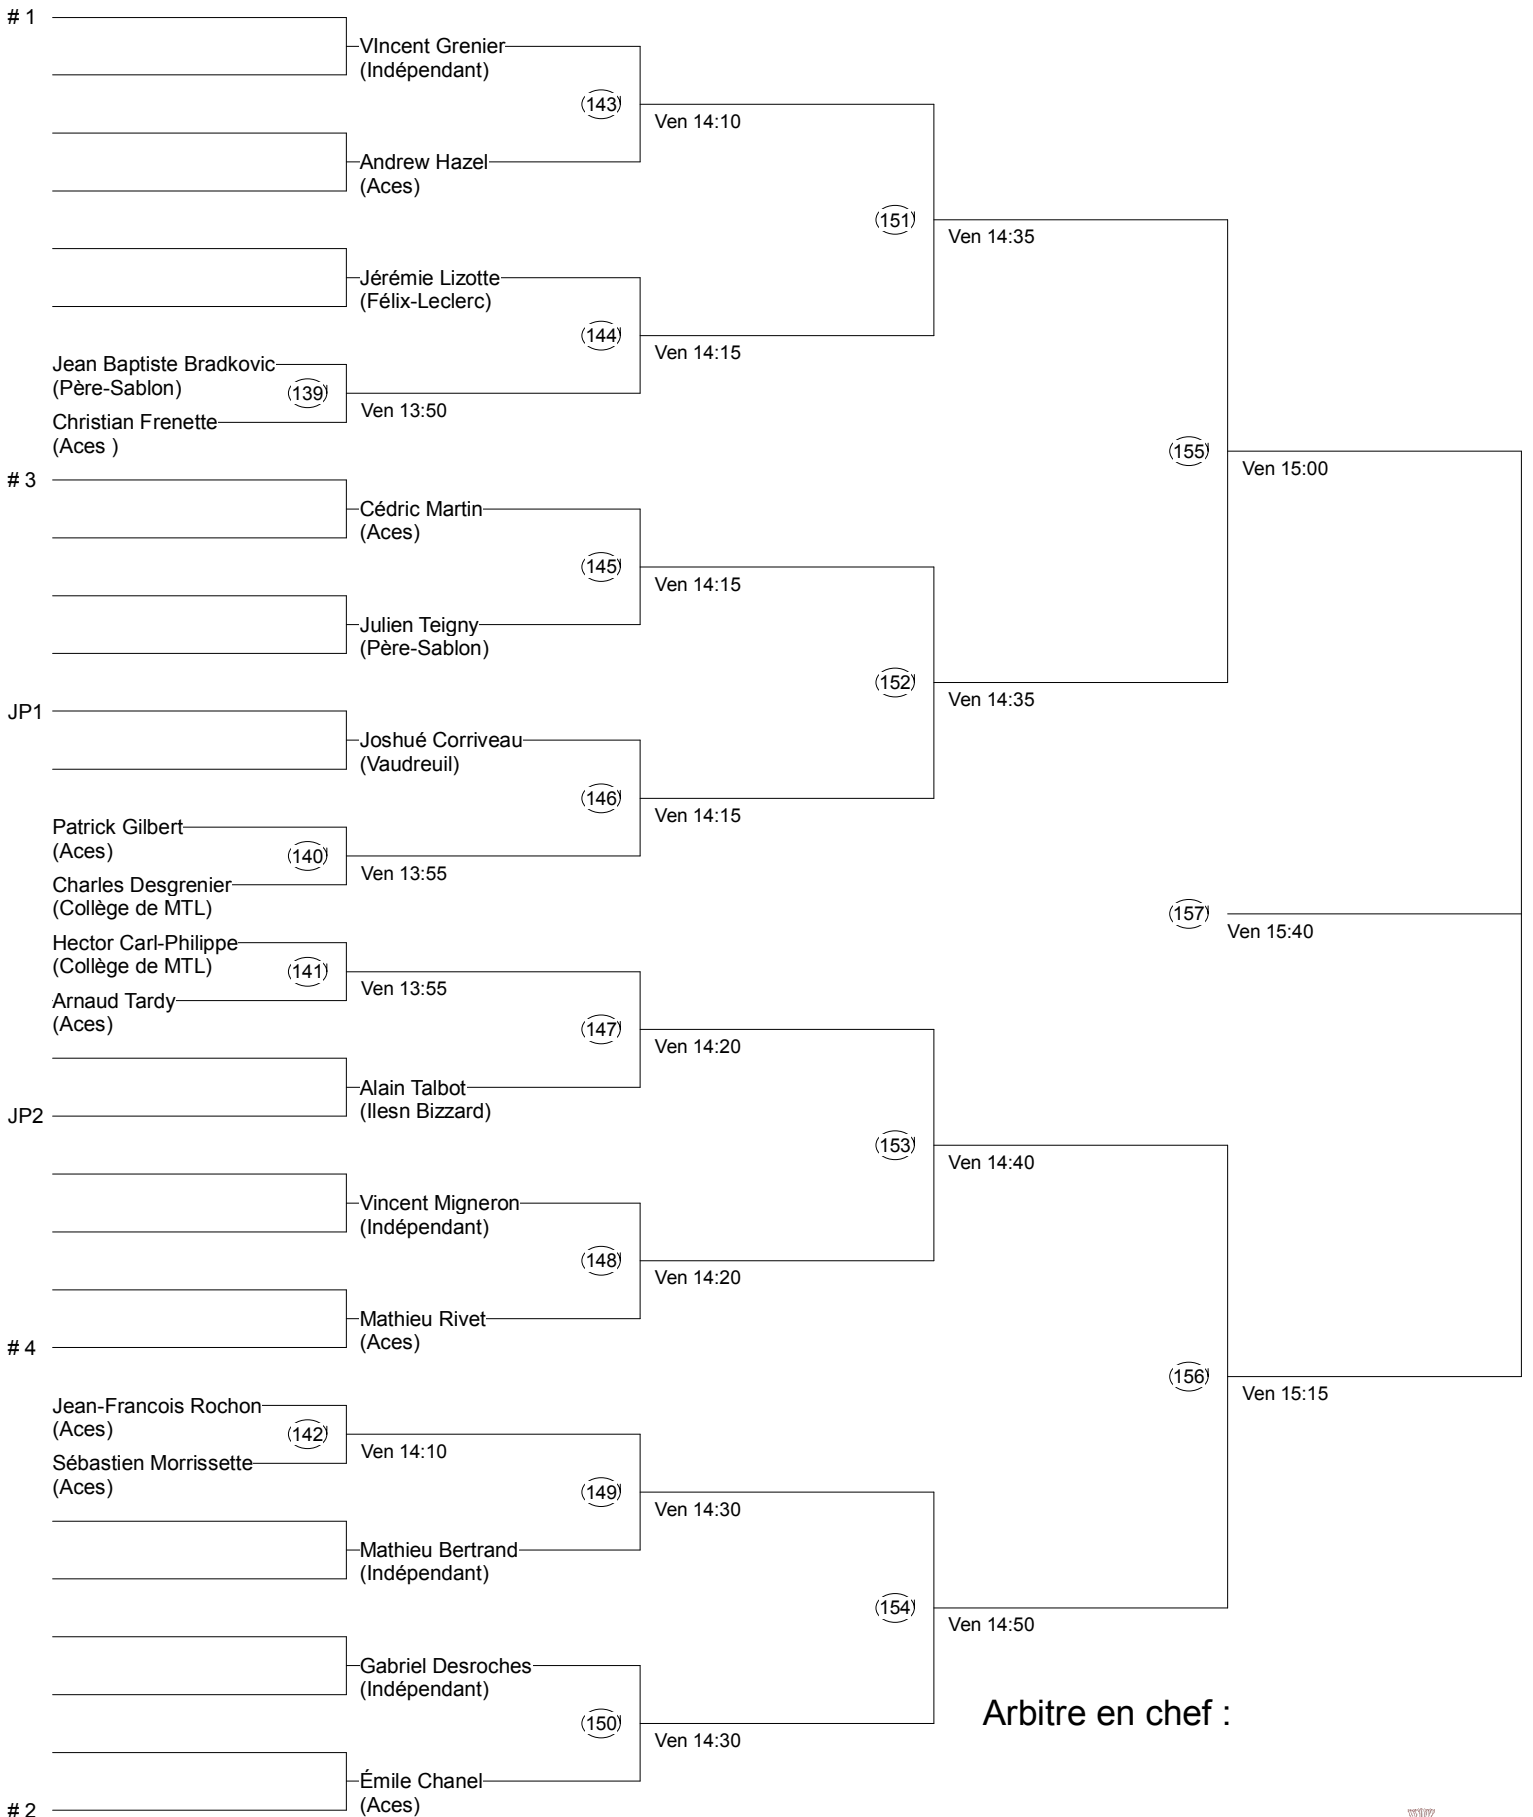 # 1
VIncent Grenier
(Indépendant)
(143)
Ven 14:10
Andrew Hazel
(Aces)
(151)
Ven 14:35
Jérémie Lizotte
(Félix-Leclerc)
(144)
Ven 14:15
Jean Baptiste Bradkovic
(Père-Sablon)
(139)
Ven 13:50
Christian Frenette
(Aces )
(155)
Ven 15:00
# 3
Cédric Martin
(Aces)
(145)
Ven 14:15
Julien Teigny
(Père-Sablon)
(152)
Ven 14:35
JP1
Joshué Corriveau
(Vaudreuil)
(146)
Ven 14:15
Patrick Gilbert
(Aces)
(140)
Ven 13:55
Charles Desgrenier
(Collège de MTL)
(157)
Ven 15:40
Hector Carl-Philippe
(Collège de MTL)
(141)
Ven 13:55
Arnaud Tardy
(Aces)
(147)
Ven 14:20
Alain Talbot
(Ilesn Bizzard)
JP2
(153)
Ven 14:40
Vincent Migneron
(Indépendant)
(148)
Ven 14:20
Mathieu Rivet
(Aces)
# 4
(156)
Ven 15:15
Jean-Francois Rochon
(Aces)
(142)
Ven 14:10
Sébastien Morrissette
(Aces)
(149)
Ven 14:30
Mathieu Bertrand
(Indépendant)
(154)
Ven 14:50
Gabriel Desroches
(Indépendant)
(150)
Ven 14:30
Arbitre en chef :
Émile Chanel
(Aces)
# 2